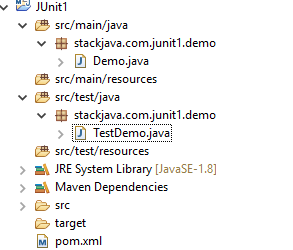 JUnit1
src/main/java
stackjava.com.junit1.demo
Demo.java
src/main/resources
src/test/java
stackjava.com.junit1.demo
TestDemo.java
src/test/resources
JRE System Library [JavaSE-1.8]
Maven Dependencies
src
target
pom.xml